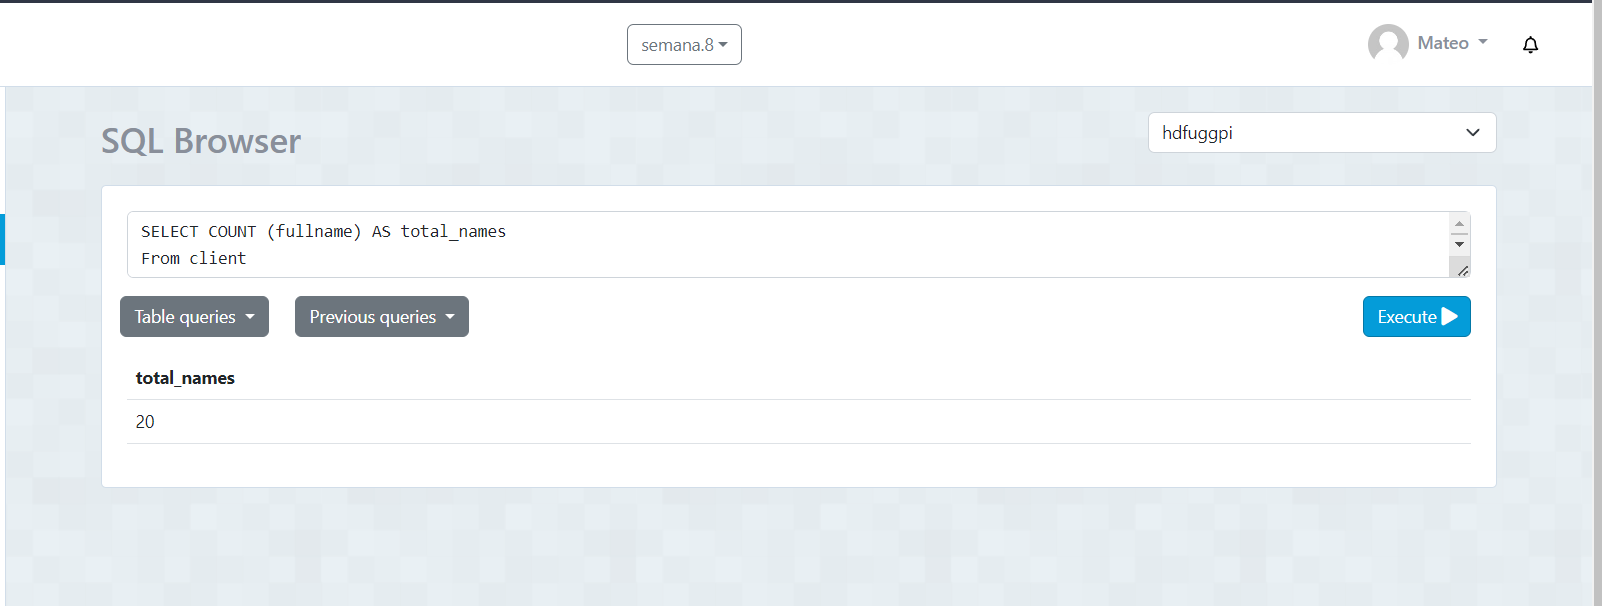 semana.8
Mateo
SQL Browser
hdfuggpi
SELECT COUNT (fullname) AS total_names
From client
Table queries
Previous queries
Execute
total_names
20